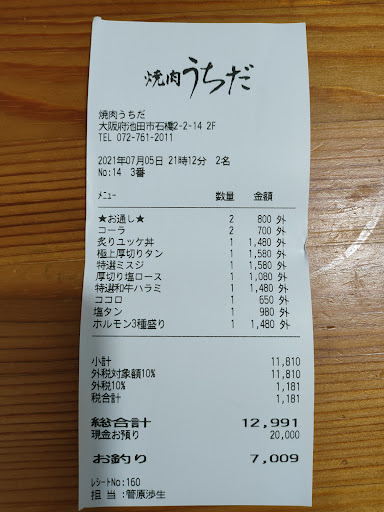 焼肉うちだ
焼肉うちだ
大阪府池田市石橋2-2-14 2F
TEL 072-761-2011
2021年07月05日 21時12分 2名
No:14 3番
メニュー 数量 金額
★お通し★ 2 800 外
コーラ 2 700 外
炙りユッケ丼 1 1,480 外
極上厚切りタン 1 1,580 外
特選ミスジ 1 1,580 外
厚切り塩ロース 1 1,080 外
特選和牛ハラミ 1 1,480 外
ココロ 1 650 外
塩タン 1 980 外
ホルモン3種盛り 1 1,480 外
小計 11,810
外税対象額10% 11,810
外税10% 1,181
税合計 1,181
総合計 12,991
現金お預り 20,000
お釣り 7,009
レシートNo:160
担 当 :菅原渉生